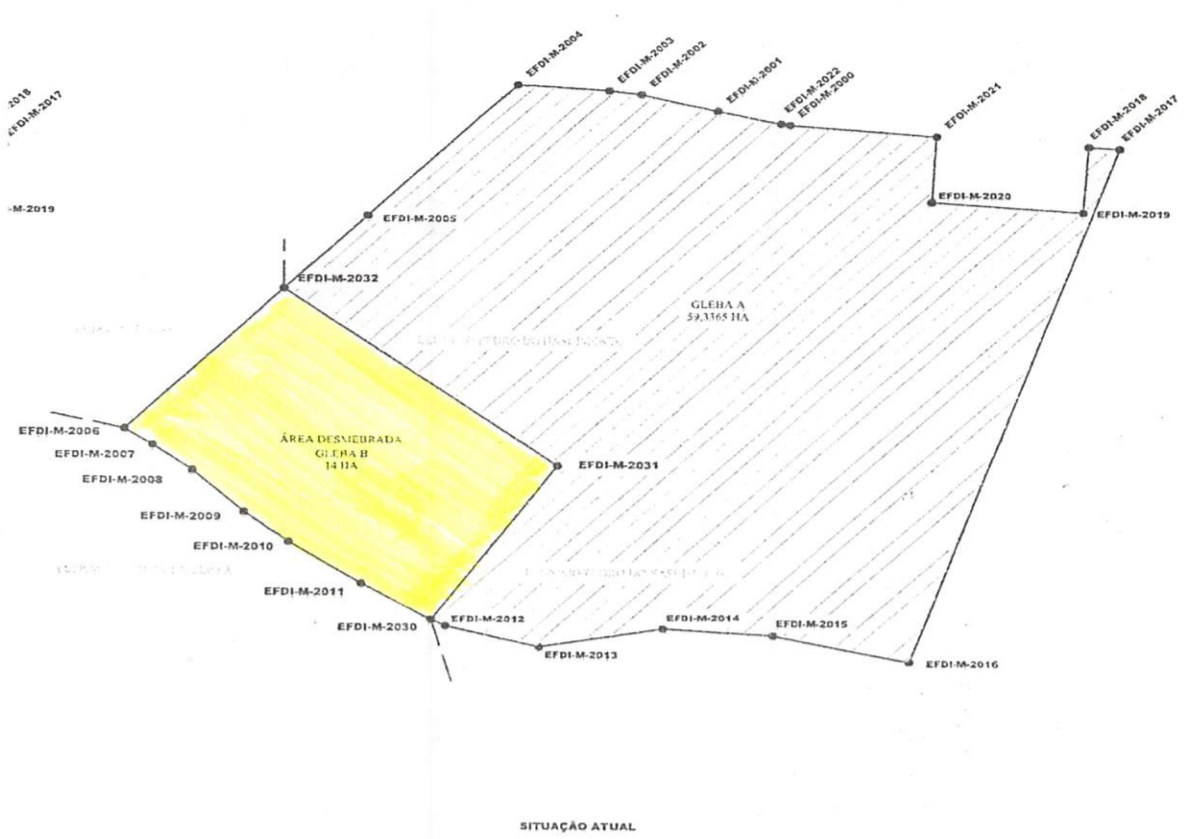 EFDI-M-2004
EFDI-M-2003
EFDI-M-2002
EFDI-M-2001
EFDI-M-2022
EFDI-M-2000
EFDI-M-2021
EFDI-M-2018
EFDI-M-2017
-2018
EFDI-M-2017
-M-2019
EFDI-M-2005
EFDI-M-2020
EFDI-M-2019
EFDI-M-2032
GLEBA A
59,3365 HA
EFDI-M-2006
EFDI-M-2007
EFDI-M-2008
EFDI-M-2009
EFDI-M-2010
EFDI-M-2011
EFDI-M-2030
ÁREA DESMEBRADA
GLEBA B
14 HA
EFDI-M-2031
EFDI-M-2012
EFDI-M-2013
EFDI-M-2014
EFDI-M-2015
EFDI-M-2016
SITUAÇÃO ATUAL